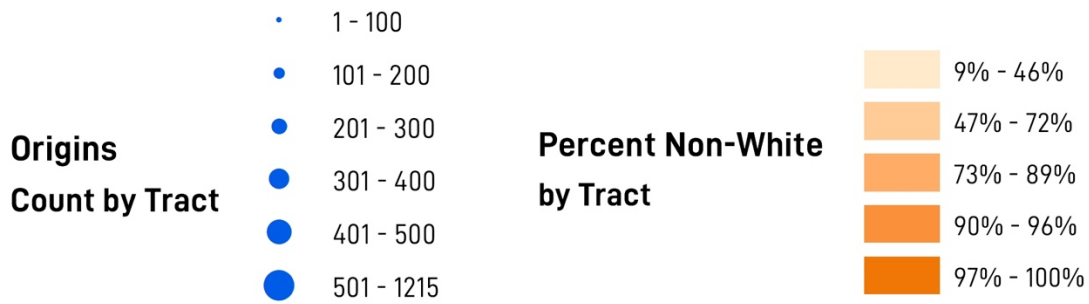 Origins
Count by Tract
1 - 100
101 - 200
201 - 300
301 - 400
401 - 500
501 - 1215
Percent Non-White
by Tract
9% - 46%
47% - 72%
73% - 89%
90% - 96%
97% - 100%